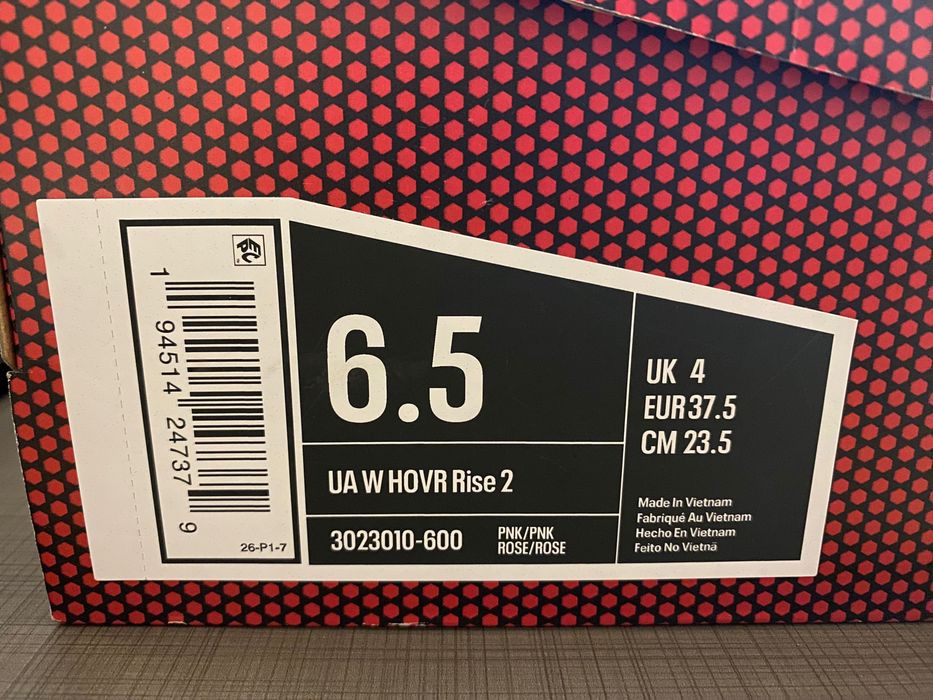 1 94514 24737 9
26-P1-7
6.5
UA W HOVR Rise 2
3023010-600
PNK/PNK
ROSE/ROSE
UK 4
EUR 37.5
CM 23.5
Made In Vietnam
Fabriqué Au Vietnam
Hecho En Vietnam
Feito No Vietnã